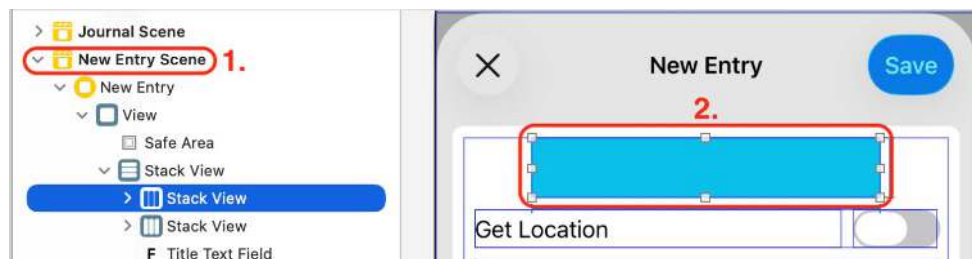 Journal Scene
New Entry Scene 1.
New Entry
View
Safe Area
Stack View
Stack View
Stack View
F Title Text Field
New Entry
Save
2.
Get Location